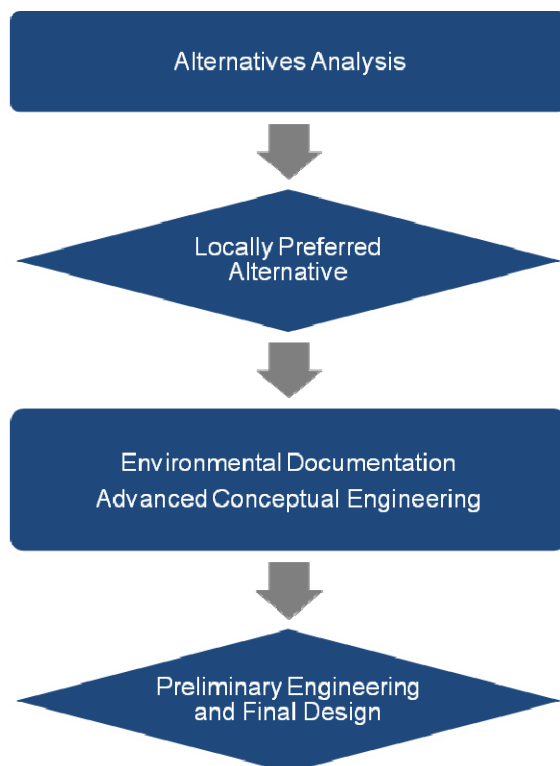 Alternatives Analysis
Locally Preferred
Alternative
Environmental Documentation
Advanced Conceptual Engineering
Preliminary Engineering
and Final Design